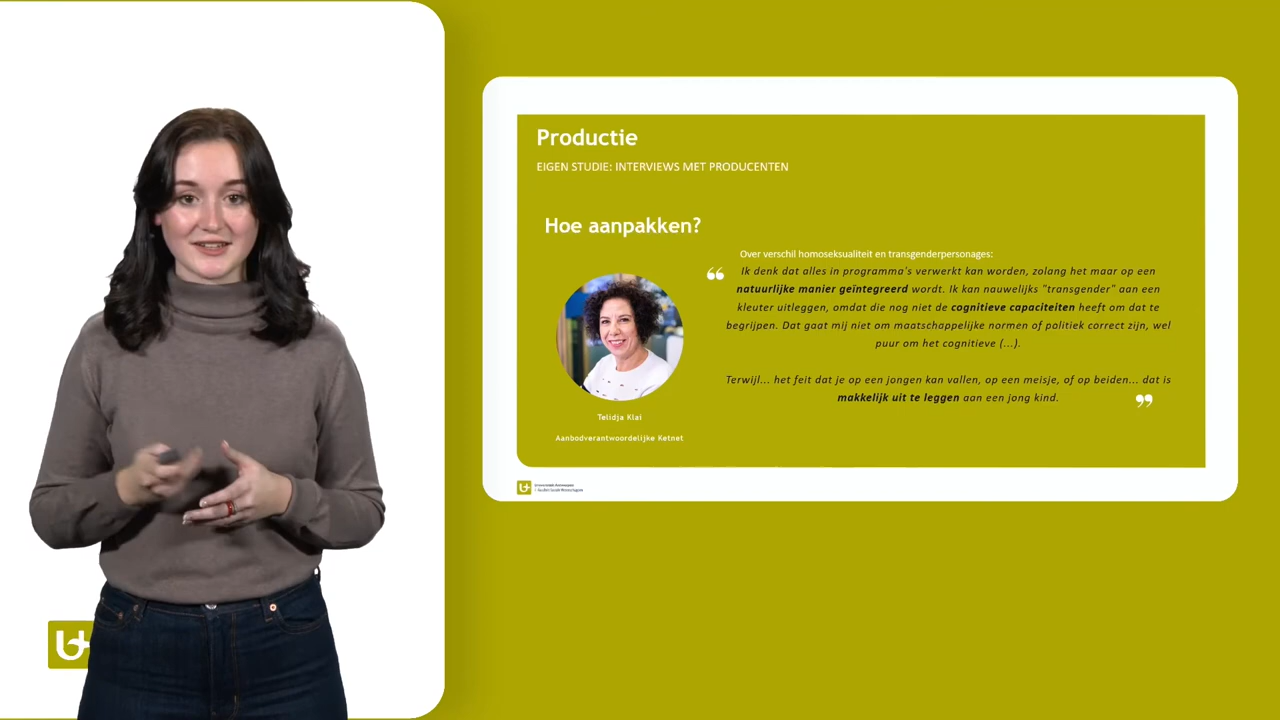 Productie
EIGEN STUDIE: INTERVIEWS MET PRODUCENTEN
Hoe aanpakken?
Over verschil homoseksualiteit en transgenderpersonages:
“ Ik denk dat alles in programma's verwerkt kan worden, zolang het maar op een
natuurlijke manier geïntegreerd wordt. Ik kan nauwelijks "transgender" aan een
kleuter uitleggen, omdat die nog niet de cognitieve capaciteiten heeft om dat te
begrijpen. Dat gaat mij niet om maatschappelijke normen of politiek correct zijn, wel
puur om het cognitieve (...).
Terwijl... het feit dat je op een jongen kan vallen, op een meisje, of op beiden... dat is
makkelijk uit te leggen aan een jong kind. ”
Telidja Klaï
Aanbodverantwoordelijke Ketnet